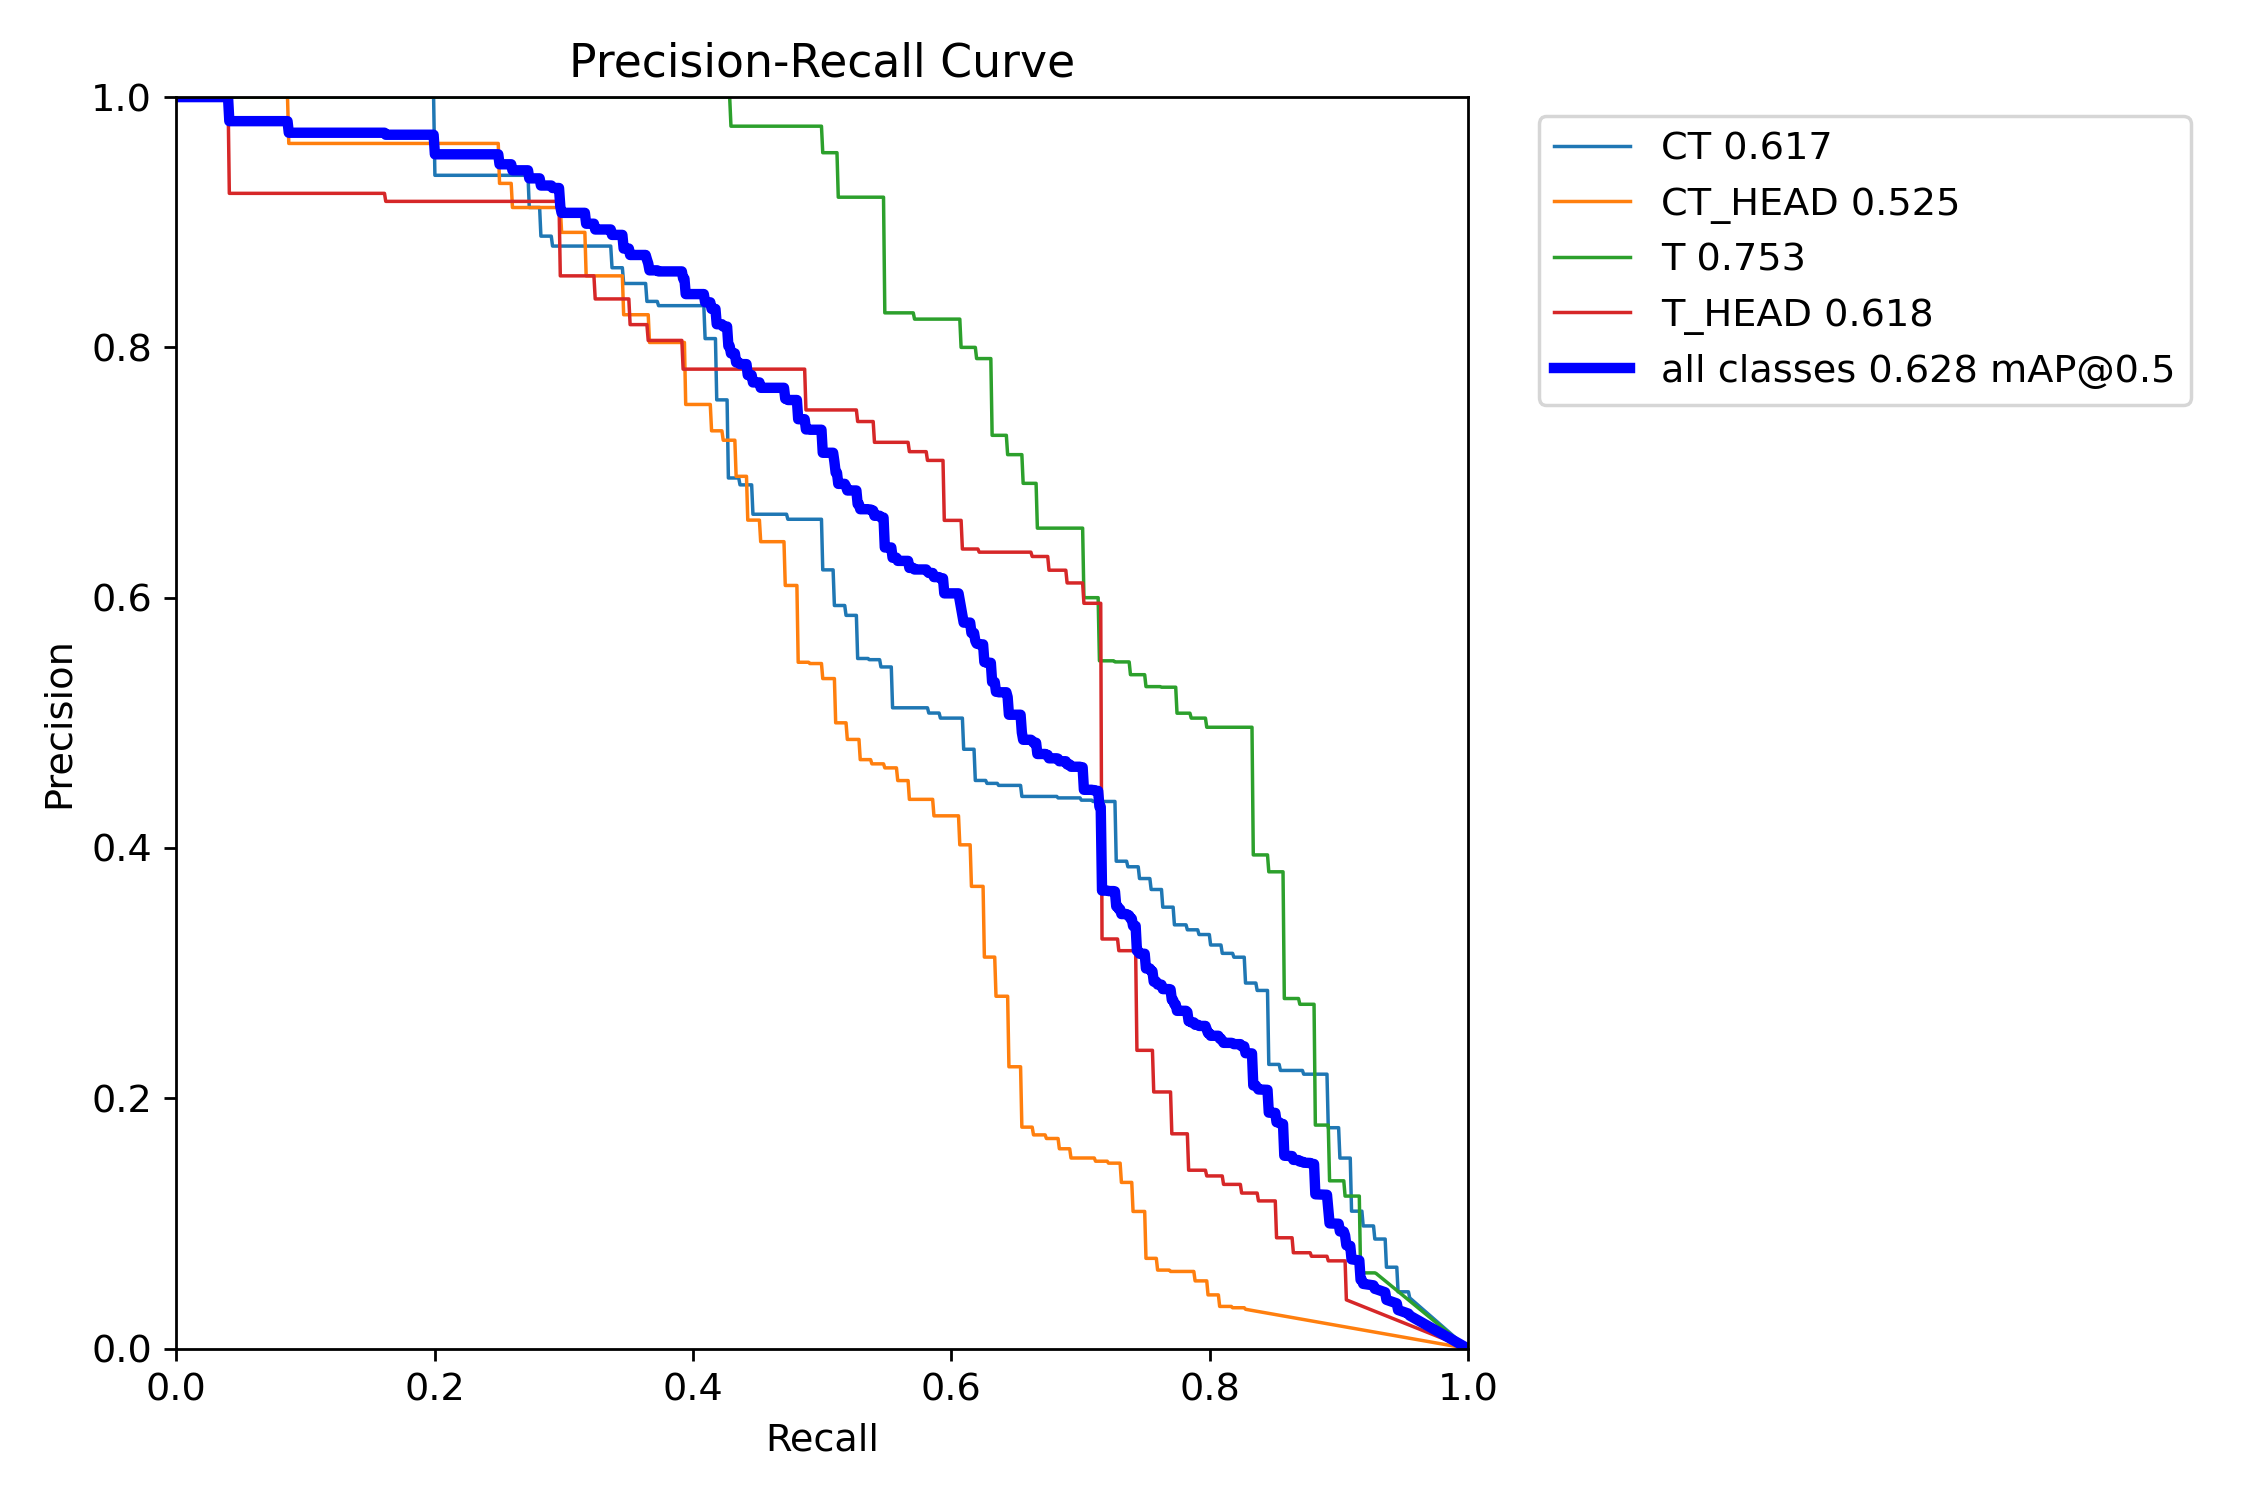 Precision-Recall Curve
1.0
0.8
0.6
0.4
0.2
0.0
Precision
0.0 0.2 0.4 0.6 0.8 1.0
Recall
CT 0.617
CT_HEAD 0.525
T 0.753
T_HEAD 0.618
all classes 0.628 mAP@0.5